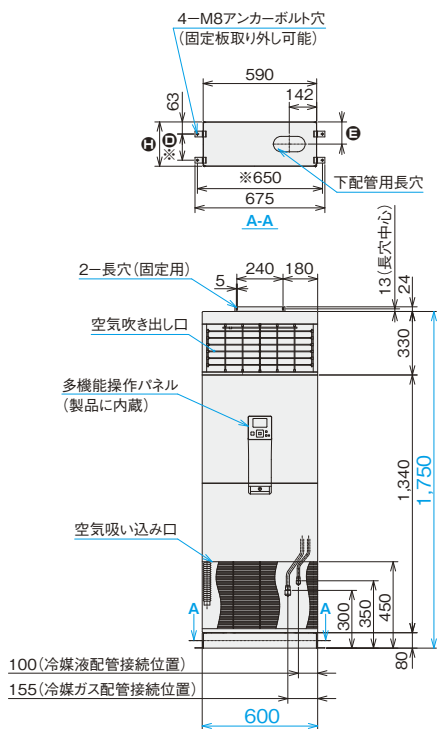 4−M8アンカーボルト穴
(固定板取り外し可能)
590
142
63
H
D
※
E
下配管用長穴
※650
675
A-A
2−長穴(固定用)
240
180
5
13(長穴中心)
24
空気吹き出し口
330
多機能操作パネル
(製品に内蔵)
1,340
1,750
空気吸い込み口
A
A
300
350
450
80
100(冷媒液配管接続位置)
155(冷媒ガス配管接続位置)
600